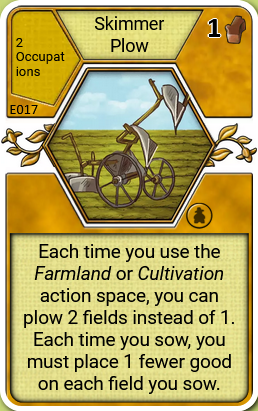 2
Occupat
ions
Skimmer
Plow
1
E017
Each time you use the
Farmland or Cultivation
action space, you can
plow 2 fields instead of 1.
Each time you sow, you
must place 1 fewer good
on each field you sow.